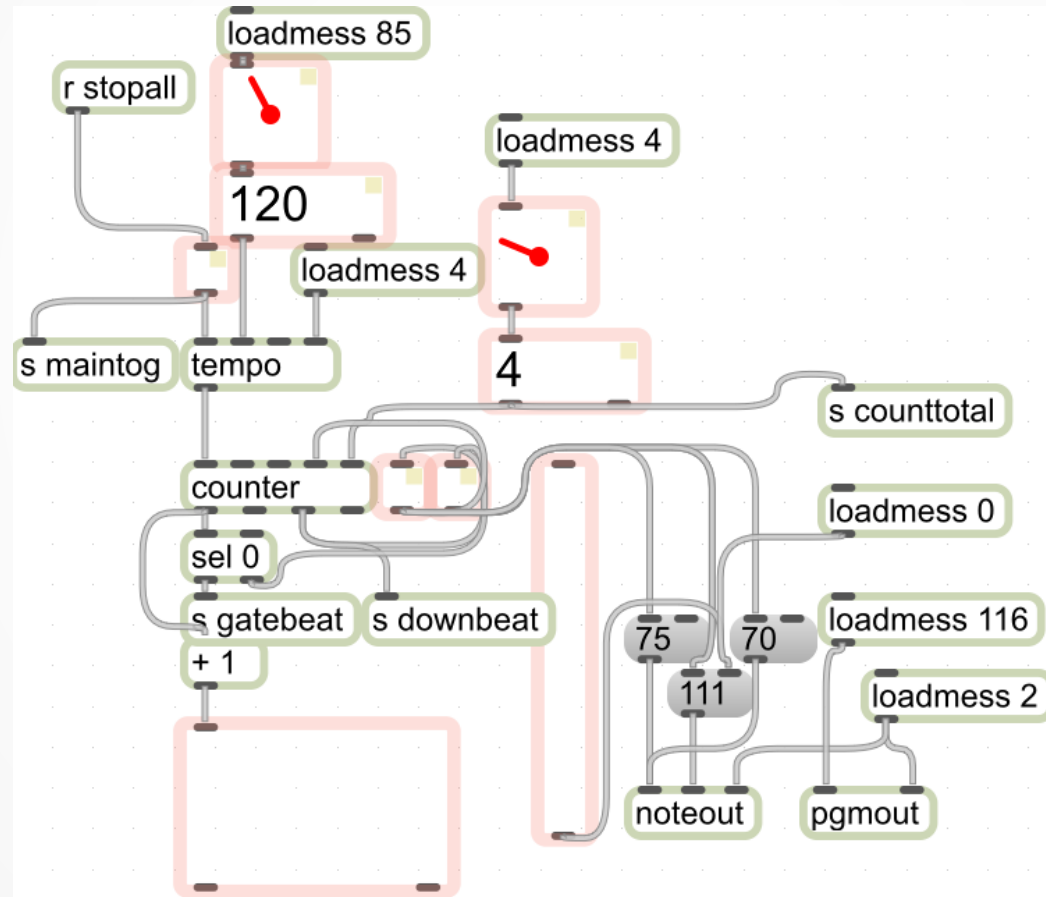 loadmess 85
r stopall
loadmess 4
120
loadmess 4
s maintog
tempo
4
s counttotal
counter
loadmess 0
sel 0
s gatebeat
s downbeat
loadmess 116
75
70
+ 1
111
loadmess 2
noteout
pgmout